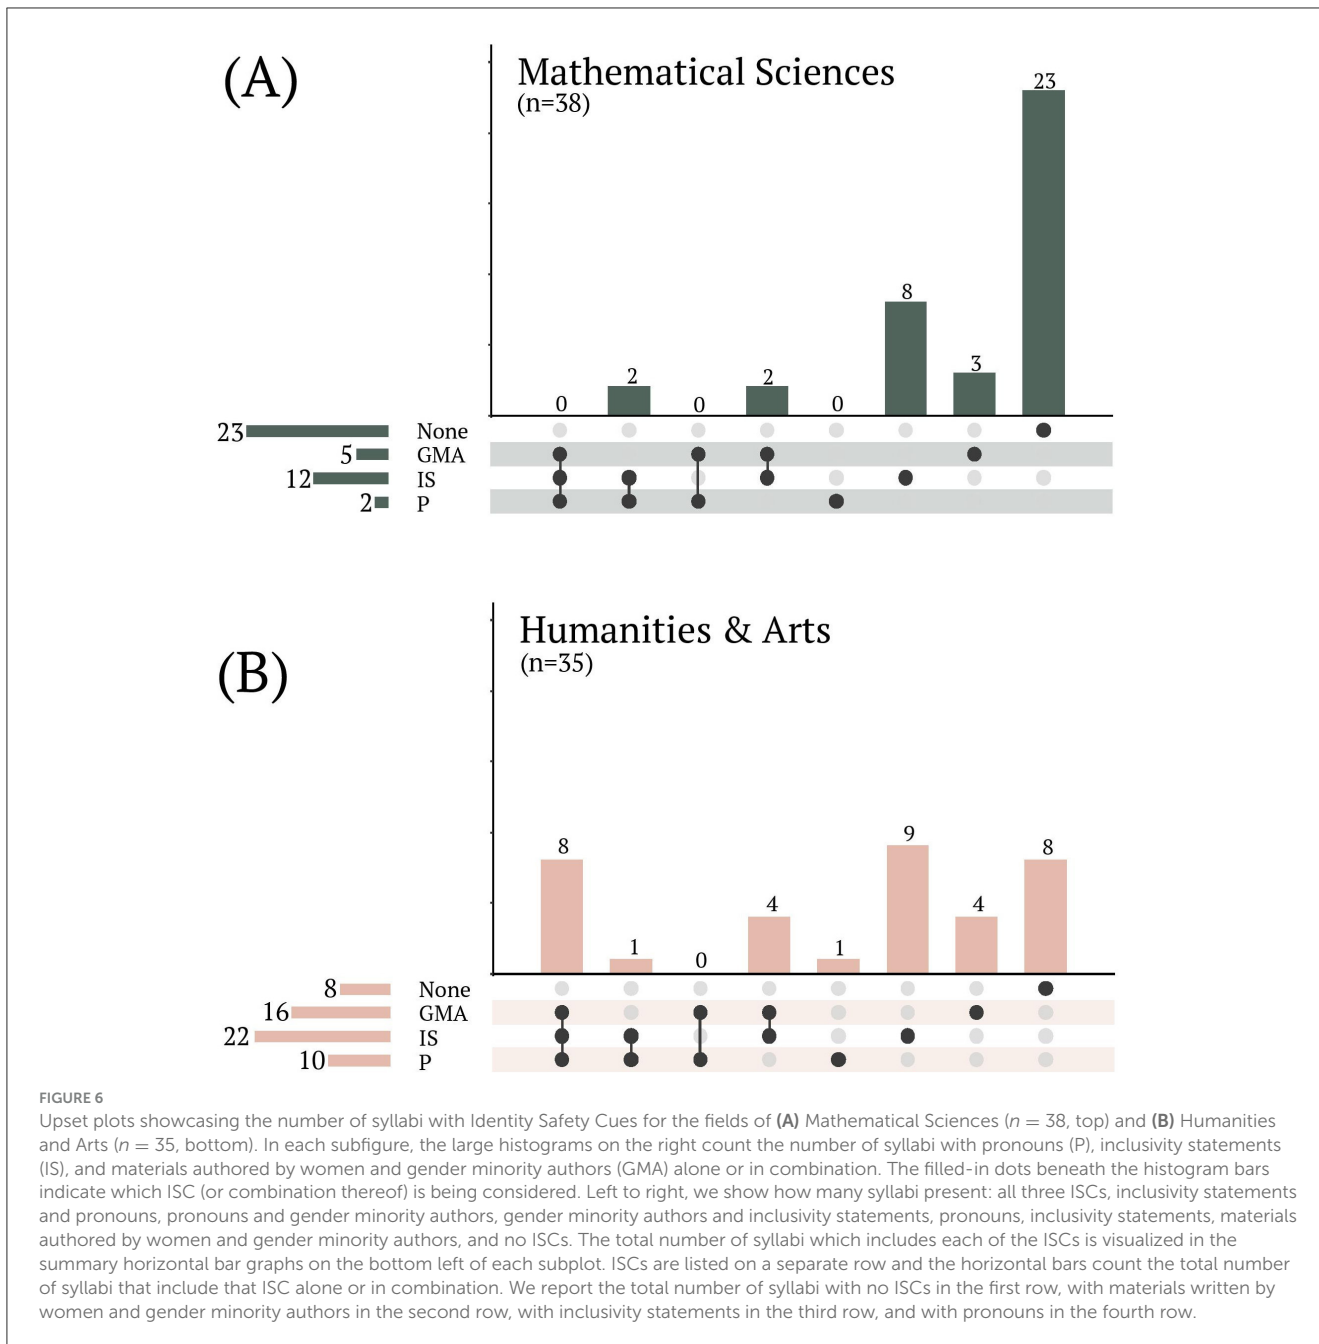 (A)
Mathematical Sciences
(n=38)
23
8
3
2
2
0
0
0
23 None
5 GMA
12 IS
2 P
Humanities & Arts
(n=35)
(B)
9
8
8
4
4
1
1
0
8 None
16 GMA
22 IS
10 P
FIGURE 6
Upset plots showcasing the number of syllabi with Identity Safety Cues for the fields of (A) Mathematical Sciences (n = 38, top) and (B) Humanities
and Arts (n = 35, bottom). In each subfigure, the large histograms on the right count the number of syllabi with pronouns (P), inclusivity statements
(IS), and materials authored by women and gender minority authors (GMA) alone or in combination. The filled-in dots beneath the histogram bars
indicate which ISC (or combination thereof) is being considered. Left to right, we show how many syllabi present: all three ISCs, inclusivity statements
and pronouns, pronouns and gender minority authors, gender minority authors and inclusivity statements, pronouns, inclusivity statements, materials
authored by women and gender minority authors, and no ISCs. The total number of syllabi which includes each of the ISCs is visualized in the
summary horizontal bar graphs on the bottom left of each subplot. ISCs are listed on a separate row and the horizontal bars count the total number
of syllabi that include that ISC alone or in combination. We report the total number of syllabi with no ISCs in the first row, with materials written by
women and gender minority authors in the second row, with inclusivity statements in the third row, and with pronouns in the fourth row.